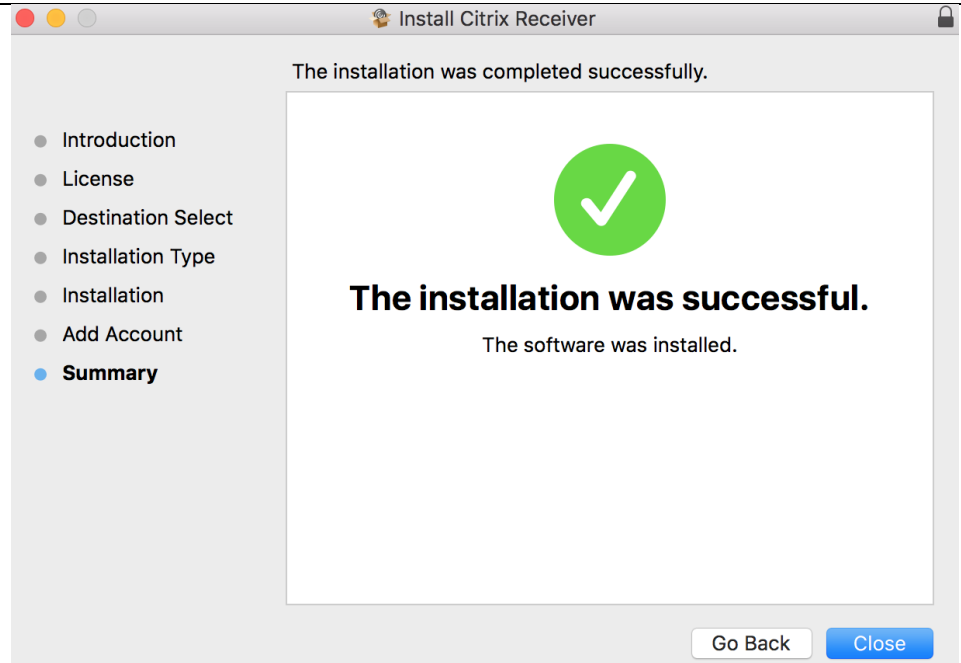 Install Citrix Receiver
The installation was completed successfully.
Introduction
License
Destination Select
Installation Type
Installation
Add Account
Summary
The installation was successful.
The software was installed.
Go Back
Close